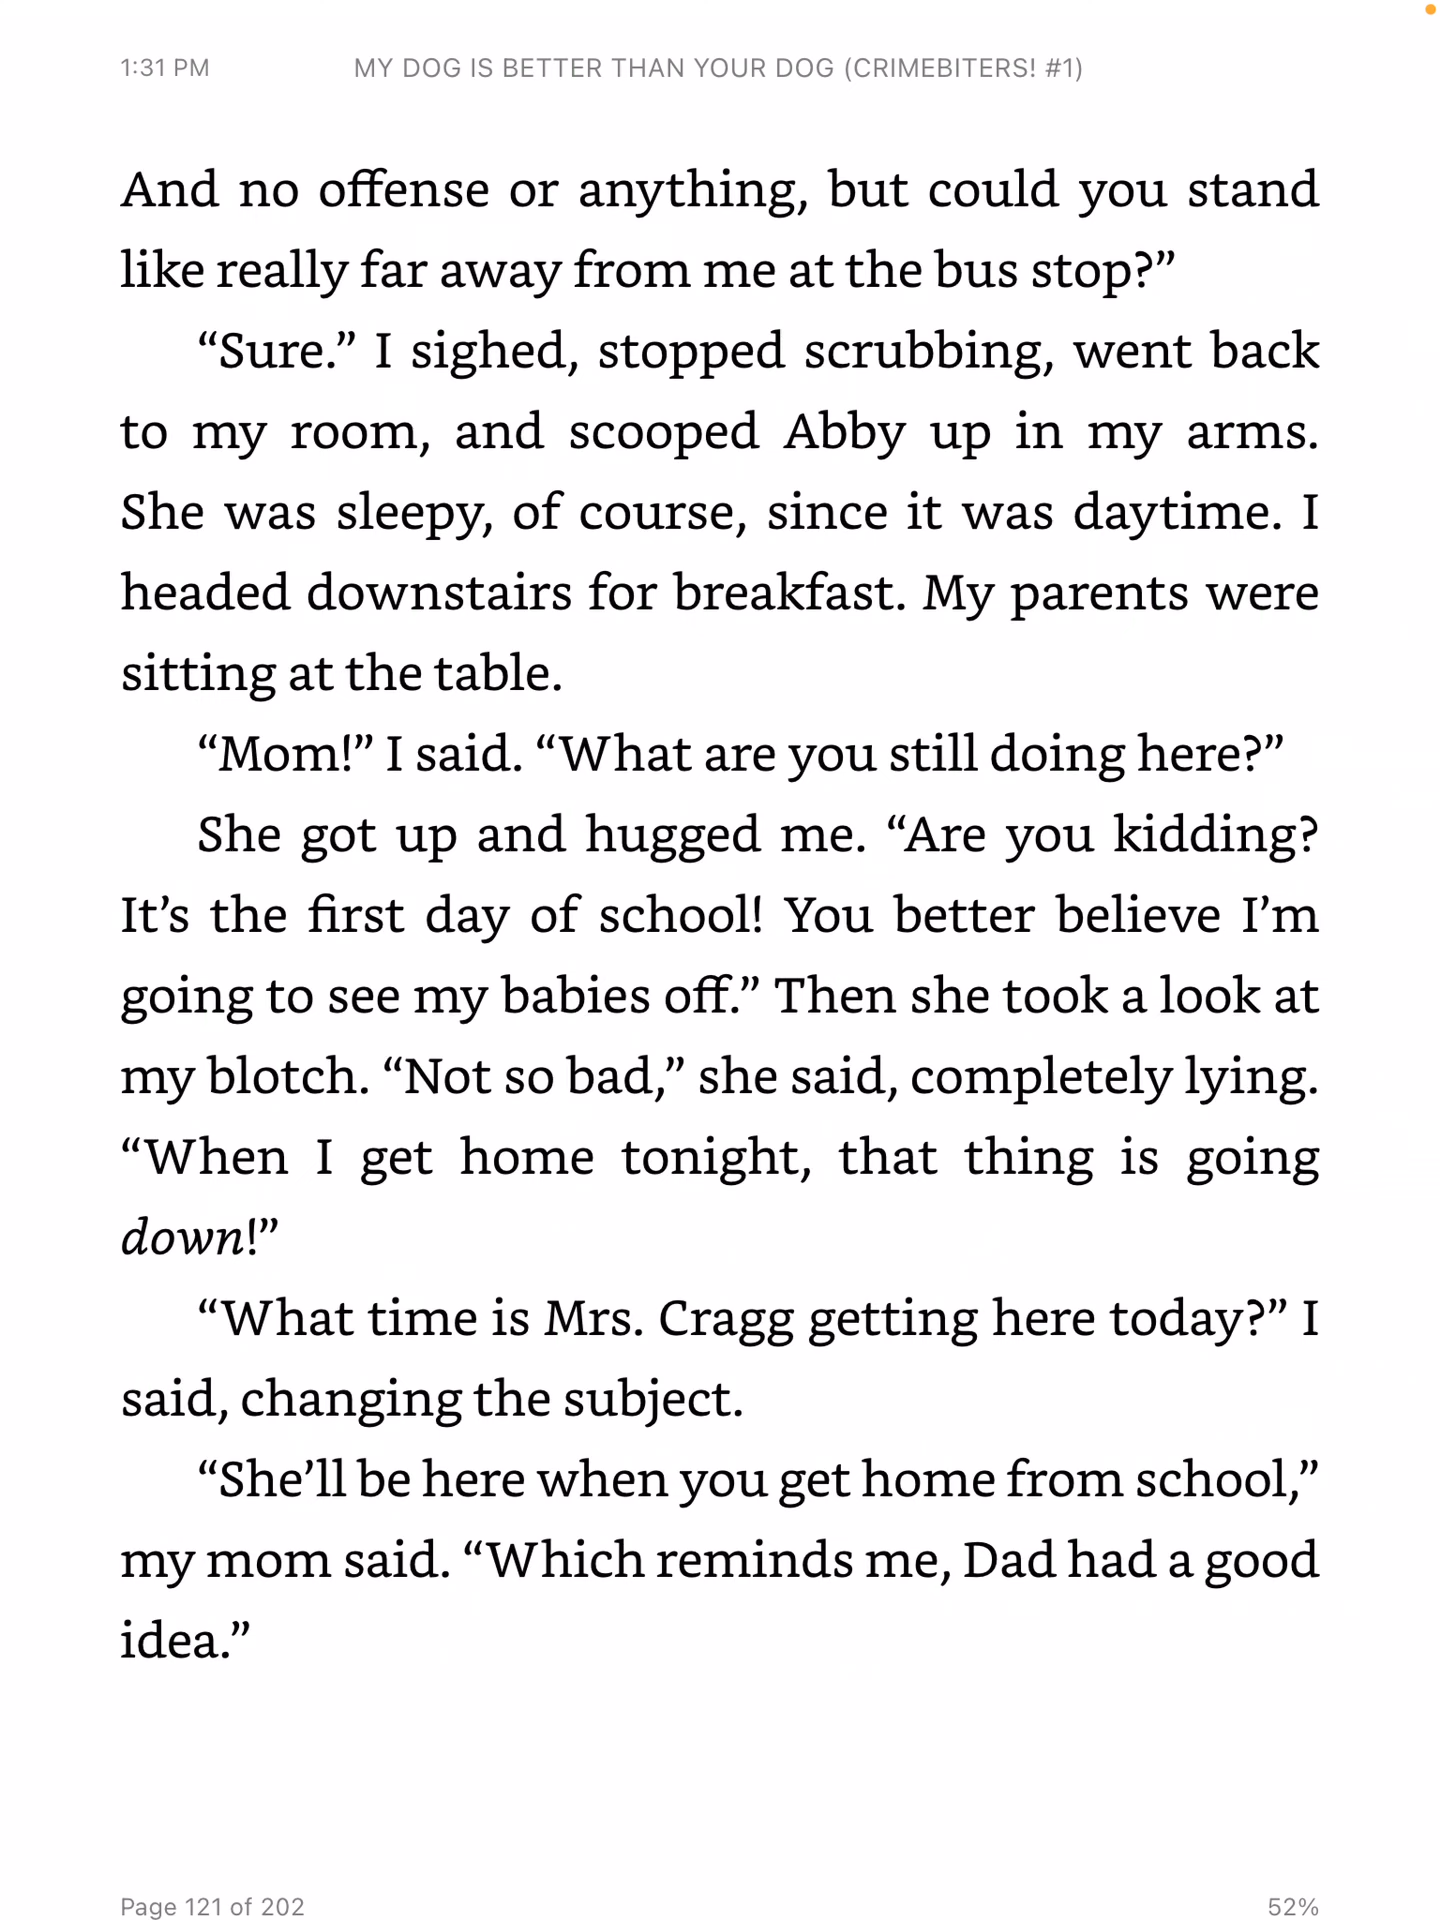 1:31 PM
MY DOG IS BETTER THAN YOUR DOG (CRIMEBITERS! #1)
And no offense or anything, but could you stand
like really far away from me at the bus stop?”
“Sure.” I sighed, stopped scrubbing, went back
to my room, and scooped Abby up in my arms.
She was sleepy, of course, since it was daytime. I
headed downstairs for breakfast. My parents were
sitting at the table.
“Mom!” I said. “What are you still doing here?”
She got up and hugged me. “Are you kidding?
It’s the first day of school! You better believe I’m
going to see my babies off.” Then she took a look at
my blotch. “Not so bad,” she said, completely lying.
“When I get home tonight, that thing is going
down!”
“What time is Mrs. Cragg getting here today?” I
said, changing the subject.
“She’ll be here when you get home from school,”
my mom said. “Which reminds me, Dad had a good
idea.”
Page 121 of 202
52%